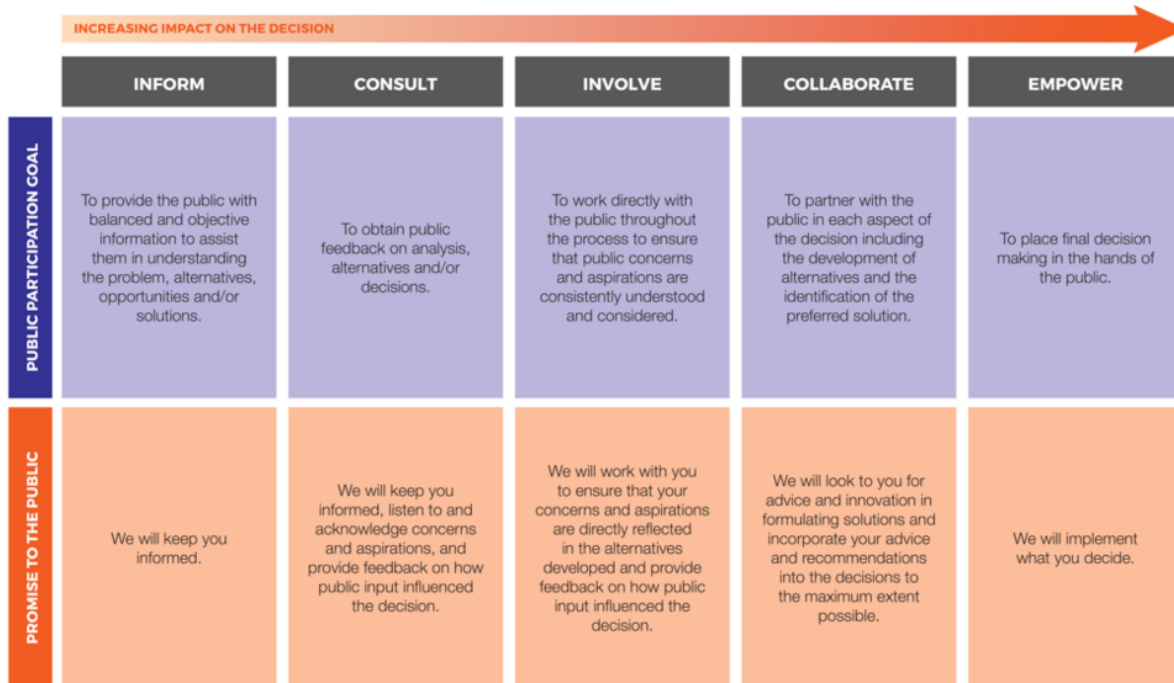 INCREASING IMPACT ON THE DECISION
INFORM
CONSULT
INVOLVE
COLLABORATE
EMPOWER
PUBLIC PARTICIPATION GOAL
To provide the public with
balanced and objective
information to assist
them in understanding
the problem, alternatives,
opportunities and/or
solutions.
To obtain public
feedback on analysis,
alternatives and/or
decisions.
To work directly with
the public throughout
the process to ensure
that public concerns
and aspirations are
consistently understood
and considered.
To partner with the
public in each aspect of
the decision including
the development of
alternatives and the
identification of the
preferred solution.
To place final decision
making in the hands of
the public.
PROMISE TO THE PUBLIC
We will keep you
informed.
We will keep you
informed, listen to and
acknowledge concerns
and aspirations, and
provide feedback on how
public input influenced
the decision.
We will work with you
to ensure that your
concerns and aspirations
are directly reflected
in the alternatives
developed and provide
feedback on how public
input influenced the
decision.
We will look to you for
advice and innovation in
formulating solutions and
incorporate your advice
and recommendations
into the decisions to
the maximum extent
possible.
We will implement
what you decide.